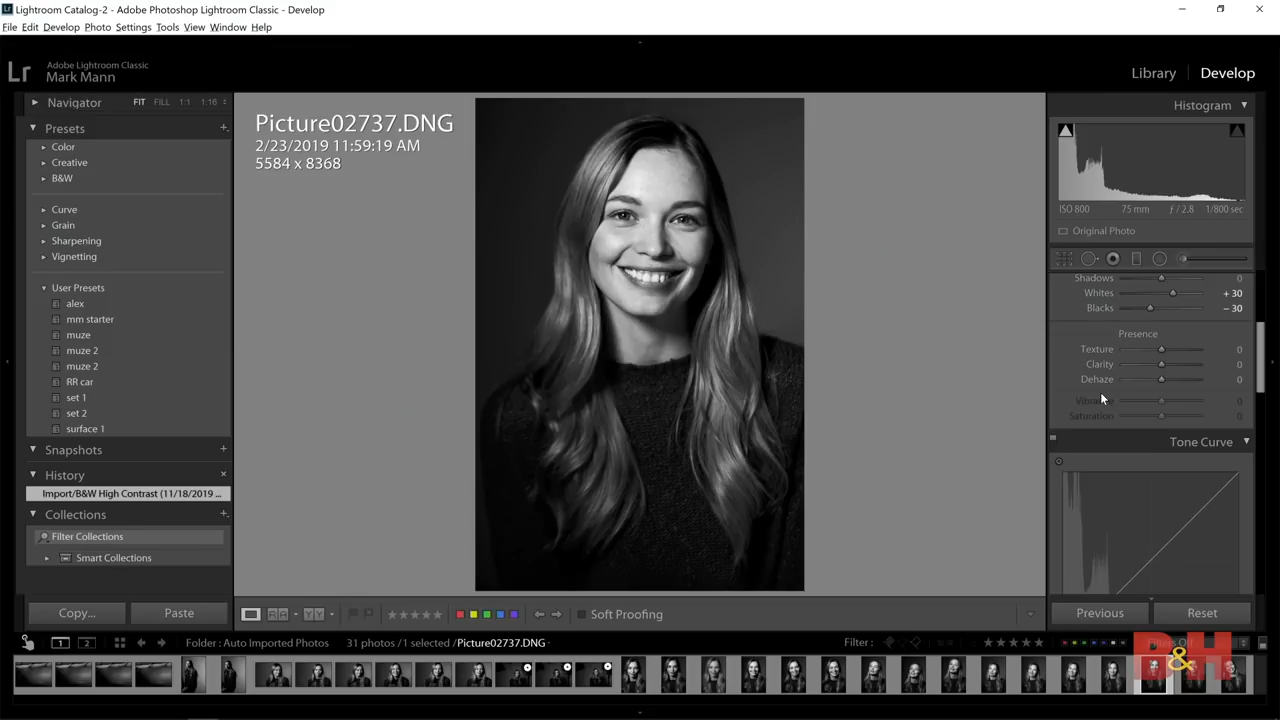 Lightroom Catalog-2 - Adobe Photoshop Lightroom Classic - Develop
File Edit Develop Photo Settings Tools View Window Help
Lr
Adobe Lightroom Classic
Mark Mann
Library | Develop
Navigator FIT FILL 1:1 1:16
Presets +
Color
Creative
B&W
Curve
Grain
Sharpening
Vignetting
User Presets
alex
mm starter
muze
muze 2
muze 2
RR car
set 1
set 2
surface 1
Snapshots +
History ×
Import/B&W High Contrast (11/18/2019 ...
Collections +
Filter Collections
Smart Collections
Copy... Paste
Picture02737.DNG
2/23/2019 11:59:19 AM
5584 x 8368
Soft Proofing
Histogram
ISO 800 75 mm ƒ / 2.8 1/800 sec
Original Photo
Shadows 0
Whites + 30
Blacks – 30
Presence
Texture 0
Clarity 0
Dehaze 0
0
Saturation 0
Tone Curve
Previous Reset
1 2 Folder : Auto Imported Photos 31 photos /1 selected /Picture02737.DNG Filter :
B&H